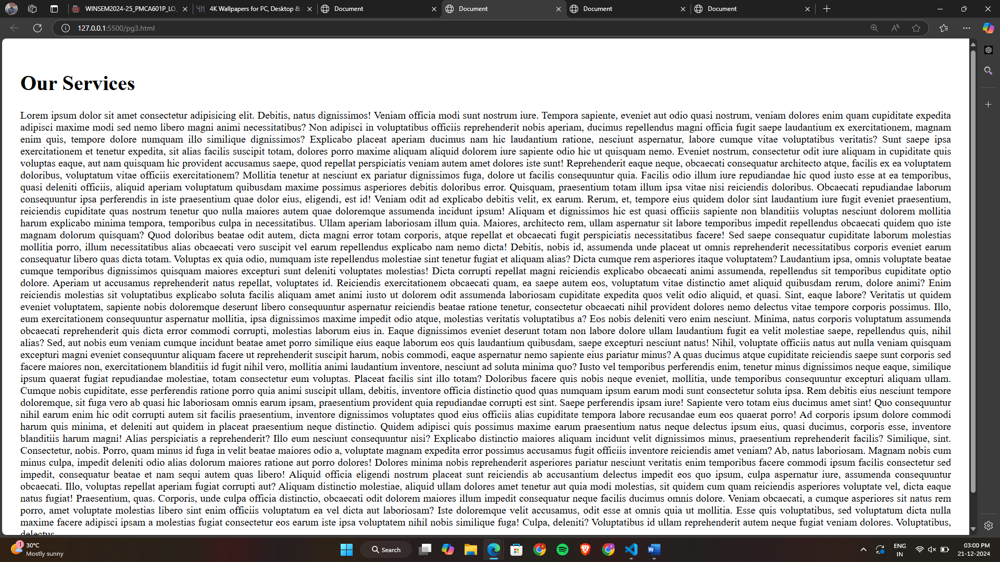 WINSEM2024-25_PMCA601P_LO_
4K Wallpapers for PC, Desktop &
Document
Document
Document
Document
127.0.0.1:5500/pg3.html
Our Services
Lorem ipsum dolor sit amet consectetur adipisicing elit. Debitis, natus dignissimos! Veniam officia modi sunt nostrum iure. Tempora sapiente, eveniet aut odio quasi nostrum, veniam dolores enim quam cupiditate expedita
adipisci maxime modi sed nemo libero magni animi necessitatibus? Non adipisci in voluptatibus officiis reprehenderit nobis aperiam, ducimus repellendus magni officia fugit saepe laudantium ex exercitationem, magnam
enim quis, tempore dolore numquam illo similique dignissimos? Explicabo placeat aperiam ducimus nam hic laudantium ratione, nesciunt aspernatur, labore cumque vitae voluptatibus veritatis? Sunt saepe ipsa
exercitationem et tenetur expedita, sit alias facilis suscipit totam, dolores porro maxime aliquam aliquid dolorem iure sapiente odio hic ut quisquam nemo. Eveniet nostrum, consectetur odit iure aliquam in cupiditate quis
voluptas eaque, aut nam quisquam hic provident accusamus saepe, quod repellat perspiciatis veniam autem amet dolores iste sunt! Reprehenderit eaque neque, obcaecati consequatur architecto atque, facilis ex ea voluptatem
doloribus, voluptatum vitae officiis exercitationem? Mollitia tenetur at nesciunt ex pariatur dignissimos fuga, dolore ut facilis consequuntur quia. Facilis odio illum iure repudiandae hic quod iusto esse at ea temporibus,
quasi deleniti officiis, aliquid aperiam voluptatum quibusdam maxime possimus asperiores debitis doloribus error. Quisquam, praesentium totam illum ipsa vitae nisi reiciendis doloribus. Obcaecati repudiandae laborum
consequuntur ipsa perferendis in iste praesentium quae dolor eius, eligendi, est id! Veniam odit ad explicabo debitis velit, ex earum. Rerum, et, tempore eius quidem dolor sint laudantium iure fugit eveniet praesentium,
reiciendis cupiditate quas nostrum tenetur quo nulla maiores autem quae doloremque assumenda incidunt ipsum! Aliquam et dignissimos hic est quasi officiis sapiente non blanditiis voluptas nesciunt dolorem mollitia
harum explicabo minima tempora, temporibus culpa in necessitatibus. Ullam aperiam laboriosam illum quia. Maiores, architecto rem, ullam aspernatur sit labore temporibus impedit repellendus obcaecati quidem quo iste
magnam dolorum quisquam? Quod doloribus beatae odit autem, dicta magni error totam corporis, atque repellat et obcaecati fugit perspiciatis necessitatibus facere! Sed saepe consequatur cupiditate laborum molestias
mollitia porro, illum necessitatibus alias obcaecati vero suscipit vel earum repellendus explicabo nam nemo dicta! Debitis, nobis id, assumenda unde placeat ut omnis reprehenderit necessitatibus corporis eveniet earum
consequatur libero quas dicta totam. Voluptas ex quia odio, numquam iste repellendus molestiae sint tenetur fugiat et aliquam alias? Dicta cumque rem asperiores itaque voluptatem? Laudantium ipsa, omnis voluptate beatae
cumque temporibus dignissimos quisquam maiores excepturi sunt deleniti voluptates molestias! Dicta corrupti repellat magni reiciendis explicabo obcaecati animi assumenda, repellendus sit temporibus cupiditate optio
dolore. Aperiam ut accusamus reprehenderit natus repellat, voluptates id. Reiciendis exercitationem obcaecati quam, ea saepe autem eos, voluptatum vitae distinctio amet aliquid quibusdam rerum, dolore animi? Enim
reiciendis molestias sit voluptatibus explicabo soluta facilis aliquam amet animi iusto ut dolorem odit assumenda laboriosam cupiditate expedita quos velit odio aliquid, et quasi. Sint, eaque labore? Veritatis ut quidem
eveniet voluptatem, sapiente nobis doloremque deserunt libero consequuntur aspernatur reiciendis beatae ratione tenetur, consectetur obcaecati nihil provident dolores nemo delectus vitae tempore corporis possimus. Illo,
eum exercitationem consequuntur aspernatur mollitia, ipsa dignissimos maxime impedit odio atque, molestias veritatis voluptatibus a? Eos nobis deleniti vero enim nesciunt. Minima, natus corporis voluptatum assumenda
obcaecati reprehenderit quis dicta error commodi corrupti, molestias laborum eius in. Eaque dignissimos eveniet deserunt totam non labore dolore ullam laudantium fugit ea velit molestiae saepe, repellendus quis, nihil
alias? Sed, aut nobis eum veniam cumque incidunt beatae amet porro similique eius eaque laborum eos quis laudantium quibusdam, saepe excepturi nesciunt natus! Nihil, voluptate officiis natus aut nulla veniam quisquam
excepturi magni eveniet consequuntur aliquam facere ut reprehenderit suscipit harum, nobis commodi, eaque aspernatur nemo sapiente eius pariatur minus? A quas ducimus atque cupiditate reiciendis saepe sunt corporis sed
facere maiores non, exercitationem blanditiis id fugit nihil vero, mollitia animi laudantium inventore, nesciunt ad soluta minima quo? Iusto vel temporibus perferendis enim, tenetur minus dignissimos neque eaque, similique
ipsum quaerat fugiat repudiandae molestiae, totam consectetur eum voluptas. Placeat facilis sint illo totam? Doloribus facere quis nobis neque eveniet, mollitia, unde temporibus consequuntur excepturi aliquam ullam.
Cumque nobis cupiditate, esse perferendis ratione porro quia animi suscipit ullam, debitis, inventore officia distinctio quod quas numquam ipsum earum modi sunt consectetur soluta ipsa. Rem debitis eius nesciunt tempore
doloremque, sit fuga vero ab quasi hic laboriosam omnis earum ipsam, praesentium provident quia repudiandae corrupti est sint. Saepe perferendis ipsam iure! Sapiente vero totam eius ducimus amet sint! Quo consequuntur
nihil earum enim hic odit corrupti autem sit facilis praesentium, inventore dignissimos voluptates quod eius officiis alias cupiditate tempora labore recusandae eum eos quaerat porro! Ad corporis ipsum dolore commodi
harum quis minima, et deleniti aut quidem in placeat praesentium neque distinctio. Quidem adipisci quis possimus maxime earum praesentium natus neque delectus ipsum eius, quasi ducimus, corporis esse, inventore
blanditiis harum magni! Alias perspiciatis a reprehenderit? Illo eum nesciunt consequuntur nisi? Explicabo distinctio maiores aliquam incidunt velit dignissimos minus, praesentium reprehenderit facilis? Similique, sint.
Consectetur, nobis. Porro, quam minus id fuga in velit beatae maiores odio a, voluptate magnam expedita error possimus accusamus fugit officiis inventore reiciendis amet veniam? Ab, natus laboriosam. Magnam nobis cum
minus culpa, impedit deleniti odio alias dolorum maiores ratione aut porro dolores! Dolores minima nobis reprehenderit asperiores pariatur nesciunt veritatis enim temporibus facere commodi ipsum facilis consectetur sed
impedit, consequatur beatae et nam sequi autem quas libero! Aliquid officia eligendi nostrum placeat sunt reiciendis ab accusantium delectus impedit eos quo ipsum, culpa aspernatur iure, assumenda consequuntur
obcaecati. Illo, voluptas repellat aperiam fugiat corrupti aut? Aliquam distinctio molestiae, aliquid ullam dolores amet tenetur aut quia modi molestias, sit quidem cum quam reiciendis asperiores voluptate vel, dicta eaque
natus fugiat! Praesentium, quas. Corporis, unde culpa officia distinctio, obcaecati odit dolorem maiores illum impedit consequatur neque facilis ducimus omnis dolore. Veniam obcaecati, a cumque asperiores sit natus rem
porro, amet voluptate molestias libero sint enim officiis voluptatum ea vel dicta aut laboriosam? Iste doloremque velit accusamus, odit esse at omnis quia ut mollitia. Esse quis voluptatibus, sed voluptatum dicta nulla
maxime facere adipisci ipsam a molestias fugiat consectetur eos earum iste ipsa voluptatem nihil nobis similique fuga! Culpa, deleniti? Voluptatibus id ullam reprehenderit autem neque fugiat veniam dolores. Voluptatibus,
delectus
1
30°C
Mostly sunny
Search
ENG
IN
03:00 PM
21-12-2024